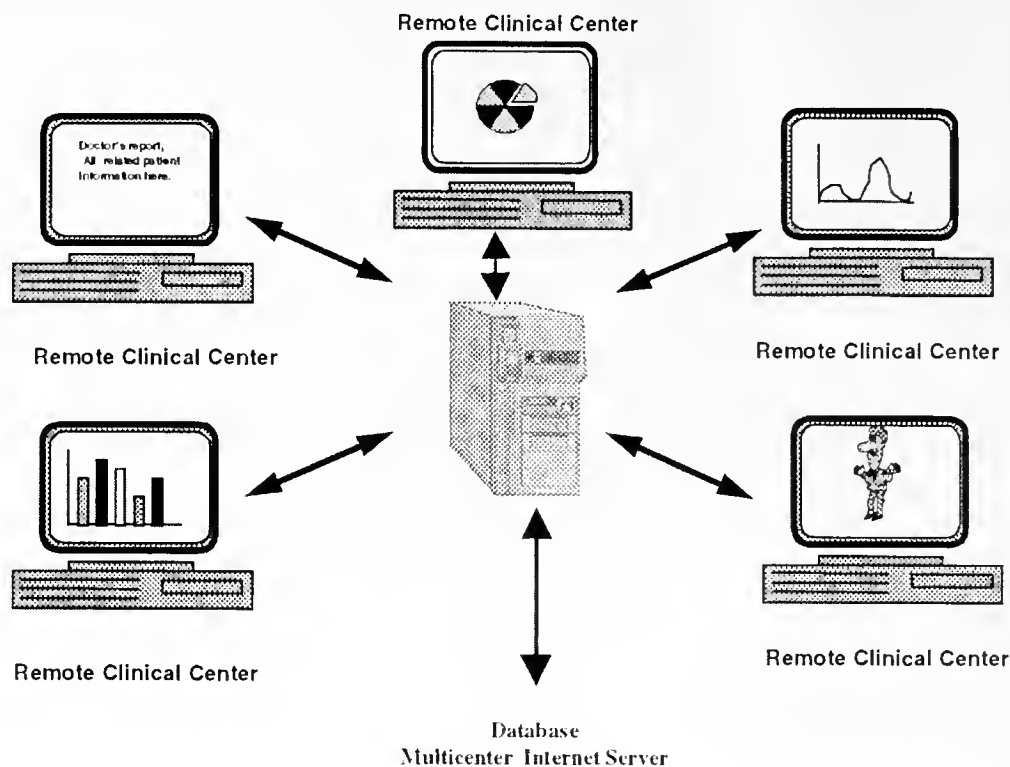 Remote Clinical Center
Doctor's report,
All related patient
Information here.
Remote Clinical Center
Remote Clinical Center
Remote Clinical Center
Remote Clinical Center
Database
Multicenter Internet Server